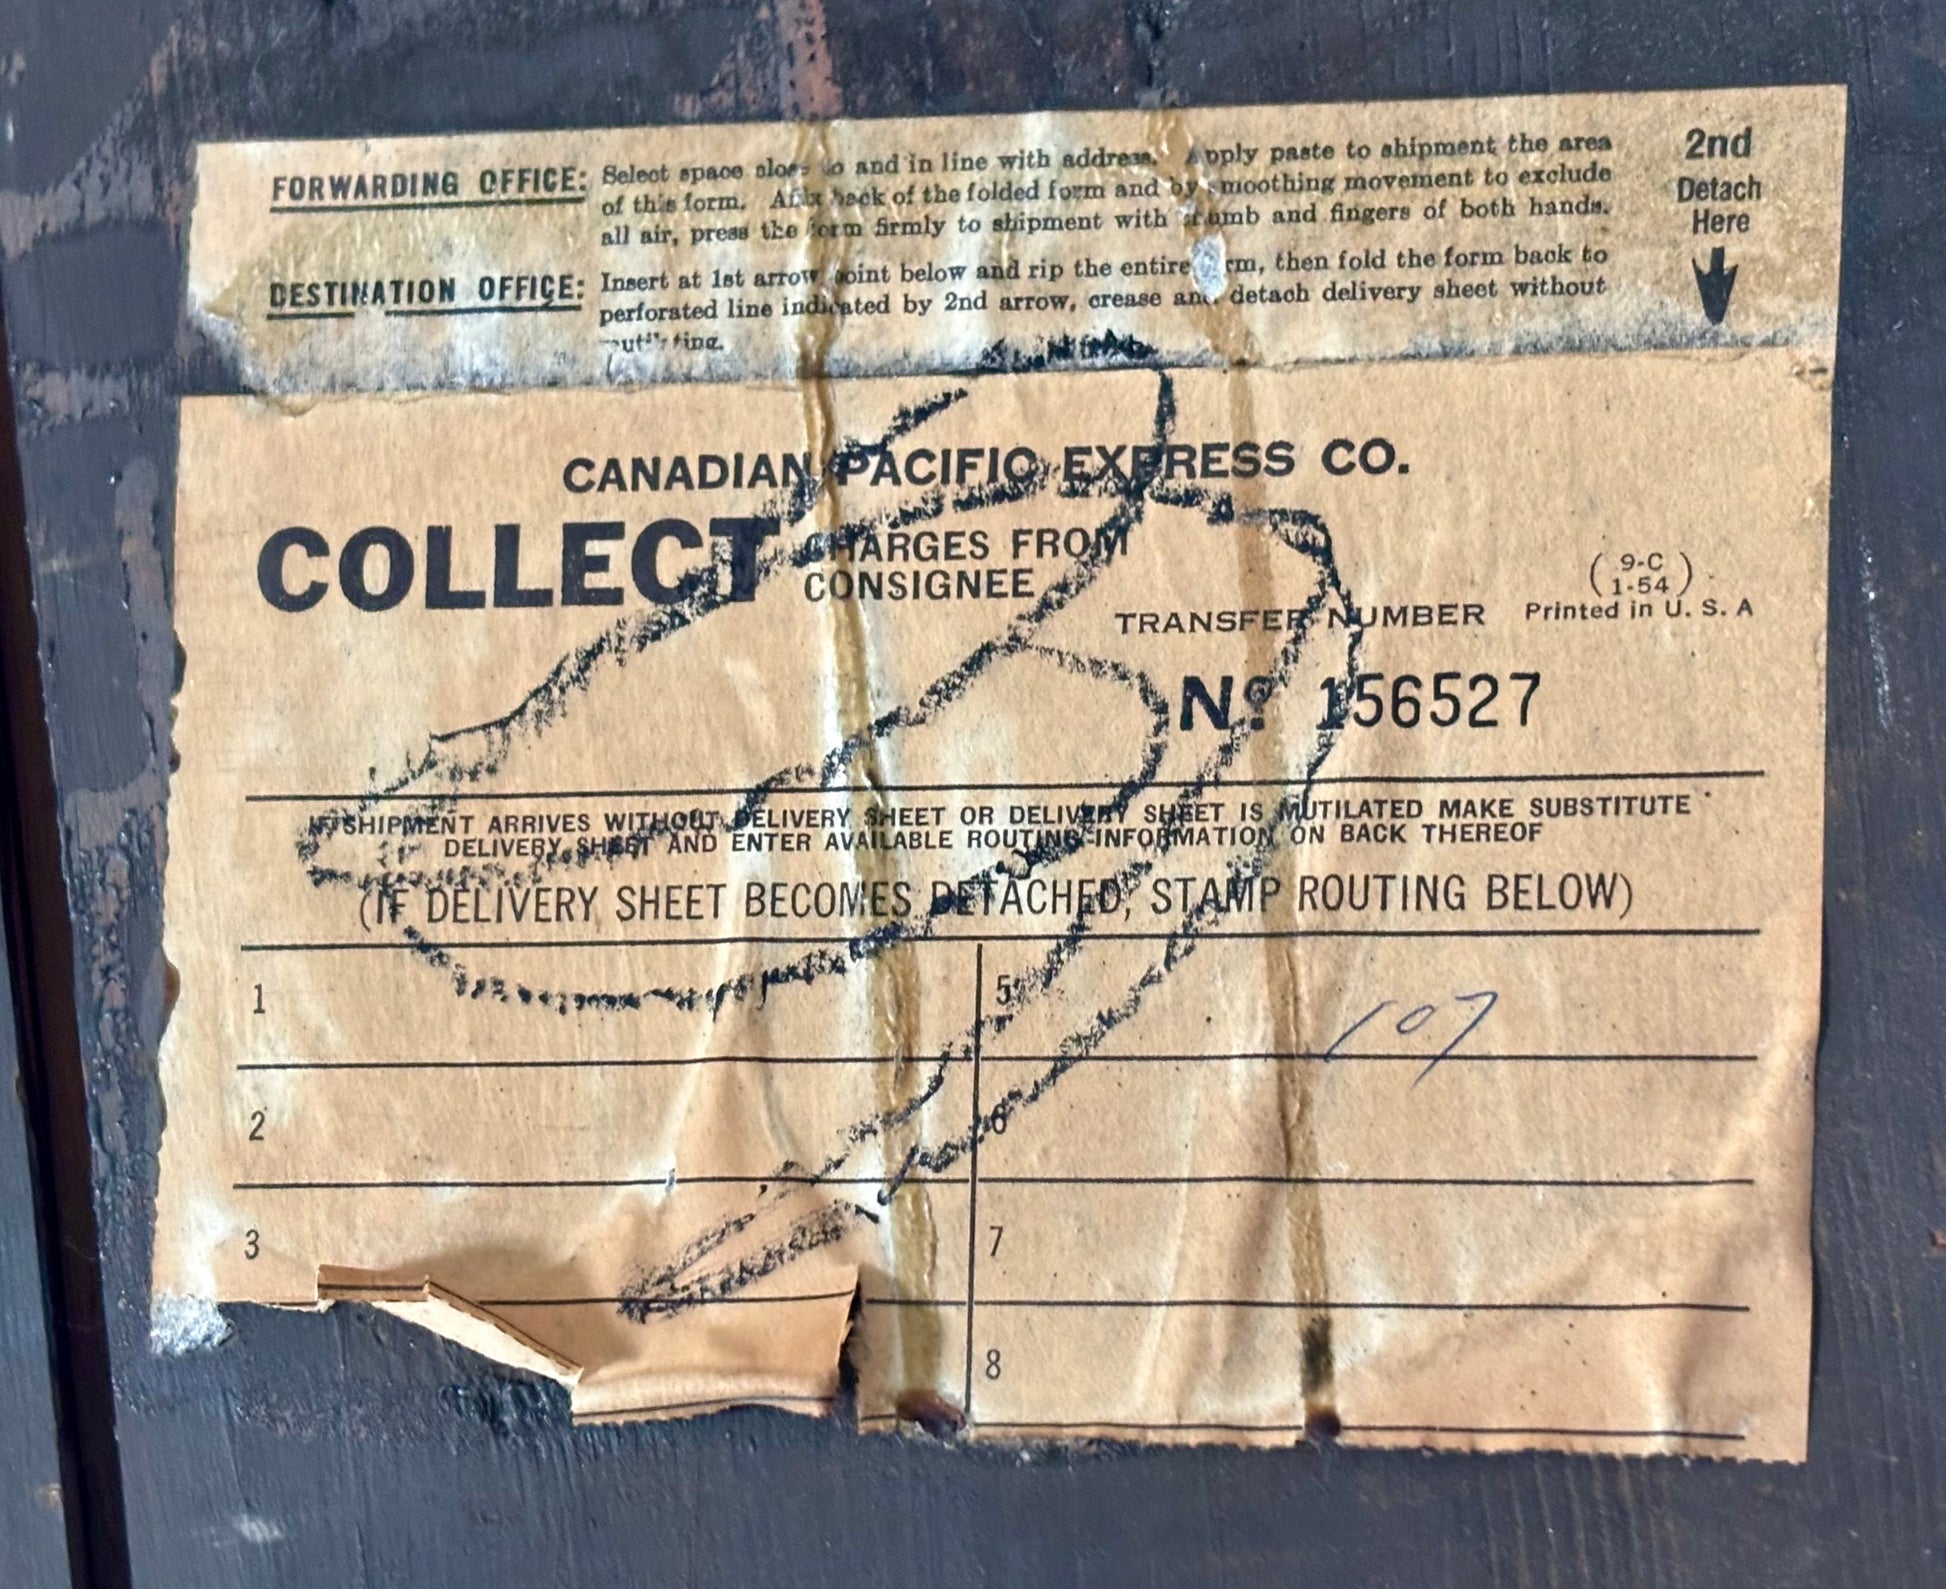 FORWARDING OFFICE: Select space close to and in line with address. Apply paste to shipment the area
of this form. Affix back of the folded form and by smoothing movement to exclude
all air, press the form firmly to shipment with thumb and fingers of both hands.
DESTINATION OFFICE: Insert at 1st arrow point below and rip the entire form, then fold the form back to
perforated line indicated by 2nd arrow, crease and detach delivery sheet without
mutilating.
2nd
Detach
Here
CANADIAN PACIFIC EXPRESS CO.
COLLECT CHARGES FROM
CONSIGNEE
(9-C
1-54)
TRANSFER NUMBER Printed in U. S. A
Nº 156527
IF SHIPMENT ARRIVES WITHOUT DELIVERY SHEET OR DELIVERY SHEET IS MUTILATED MAKE SUBSTITUTE
DELIVERY SHEET AND ENTER AVAILABLE ROUTING INFORMATION ON BACK THEREOF
(IF DELIVERY SHEET BECOMES DETACHED, STAMP ROUTING BELOW)
1
2
3
5 107
6
7
8